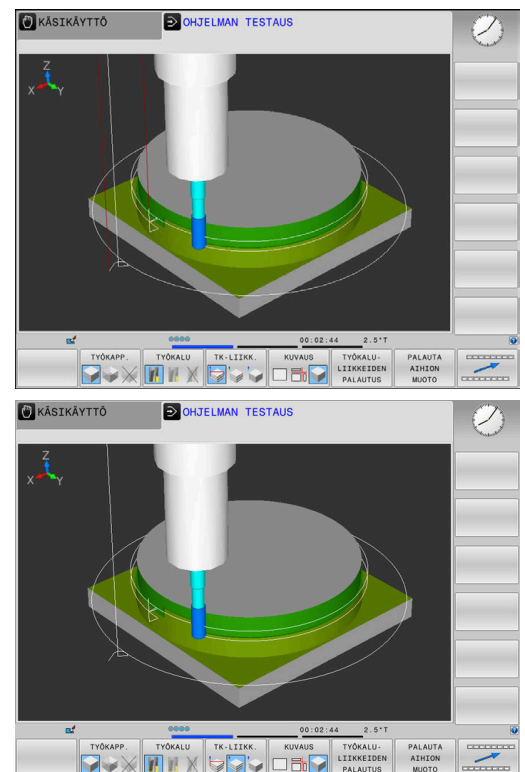 KÄSIKÄYTTÖ
OHJELMAN TESTAUS
Z
X
Y
00:02:44
2.5*T
TYÖKAPP.
TYÖKALU
TK-LIIKK.
KUVAUS
TYÖKALU-
LIIKKEIDEN
PALAUTUS
PALAUTA
AIHION
MUOTO
KÄSIKÄYTTÖ
OHJELMAN TESTAUS
Z
X
Y
00:02:44
2.5*T
TYÖKAPP.
TYÖKALU
TK-LIIKK.
KUVAUS
TYÖKALU-
LIIKKEIDEN
PALAUTUS
PALAUTA
AIHION
MUOTO